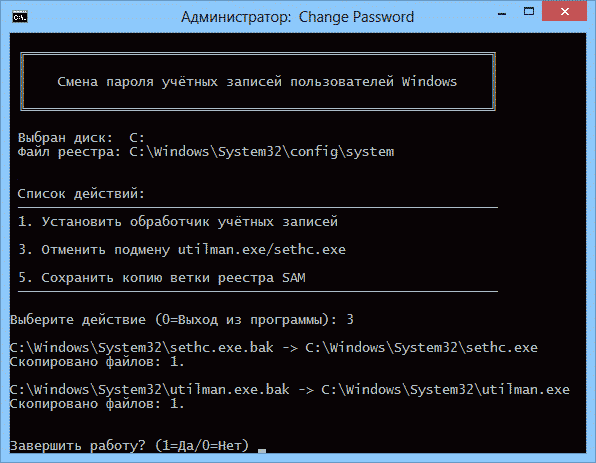 Администратор: Change Password
Смена пароля учётных записей пользователей Windows
Выбран диск: C:
Файл реестра: C:\Windows\System32\config\system
Список действий:
1. Установить обработчик учётных записей
3. Отменить подмену utilman.exe/sethc.exe
5. Сохранить копию ветки реестра SAM
Выберите действие (0=Выход из программы): 3
C:\Windows\System32\sethc.exe.bak -> C:\Windows\System32\sethc.exe
Скопировано файлов: 1.
C:\Windows\System32\utilman.exe.bak -> C:\Windows\System32\utilman.exe
Скопировано файлов: 1.
Завершить работу? (1=Да/0=Нет)